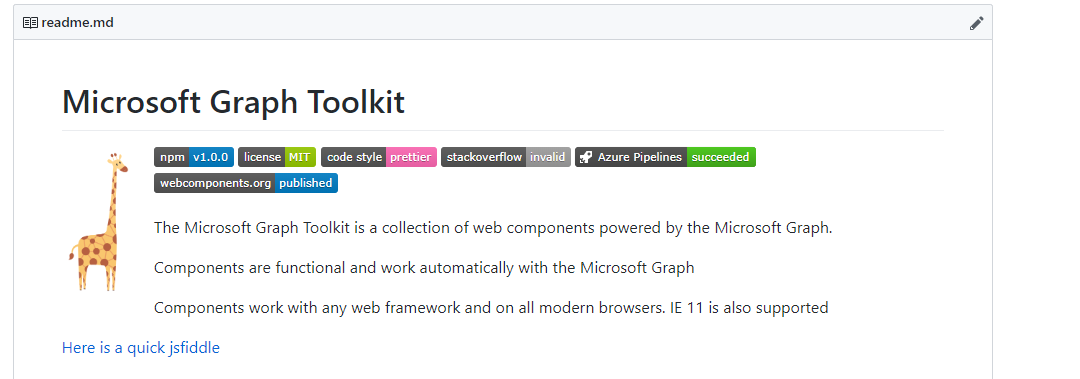 readme.md
Microsoft Graph Toolkit
npm v1.0.0 license MIT code style prettier stackoverflow invalid Azure Pipelines succeeded
webcomponents.org published
The Microsoft Graph Toolkit is a collection of web components powered by the Microsoft Graph.
Components are functional and work automatically with the Microsoft Graph
Components work with any web framework and on all modern browsers. IE 11 is also supported
Here is a quick jsfiddle